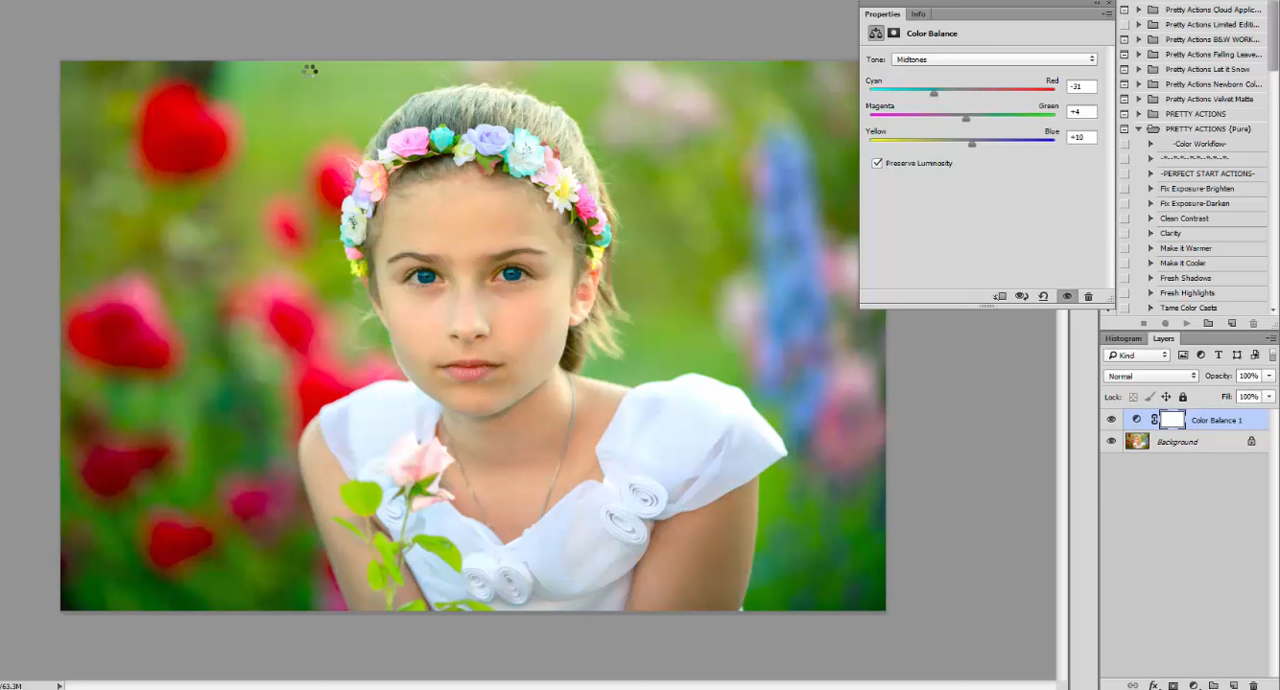 Properties
Info
Color Balance
Tone:
Midtones
Cyan
Red
-31
Magenta
Green
+4
Yellow
Blue
+10
Preserve Luminosity
Pretty Actions Cloud Applic...
Pretty Actions Limited Editi...
Pretty Actions B&W WORK...
Pretty Actions Falling Leave...
Pretty Actions Let it Snow
Pretty Actions Newborn Col...
Pretty Actions Velvet Matte
PRETTY ACTIONS
PRETTY ACTIONS {Pure}
-Color Workflow-
-*-*-*-*-*-*-*-
-PERFECT START ACTIONS-
Fix Exposure-Brighten
Fix Exposure-Darken
Clean Contrast
Clarity
Make it Warmer
Make it Cooler
Fresh Shadows
Fresh Highlights
Tame Color Casts
Histogram
Layers
Kind
Normal
Opacity:
100%
Lock:
Fill:
100%
Color Balance 1
Background
/63.3M
fx